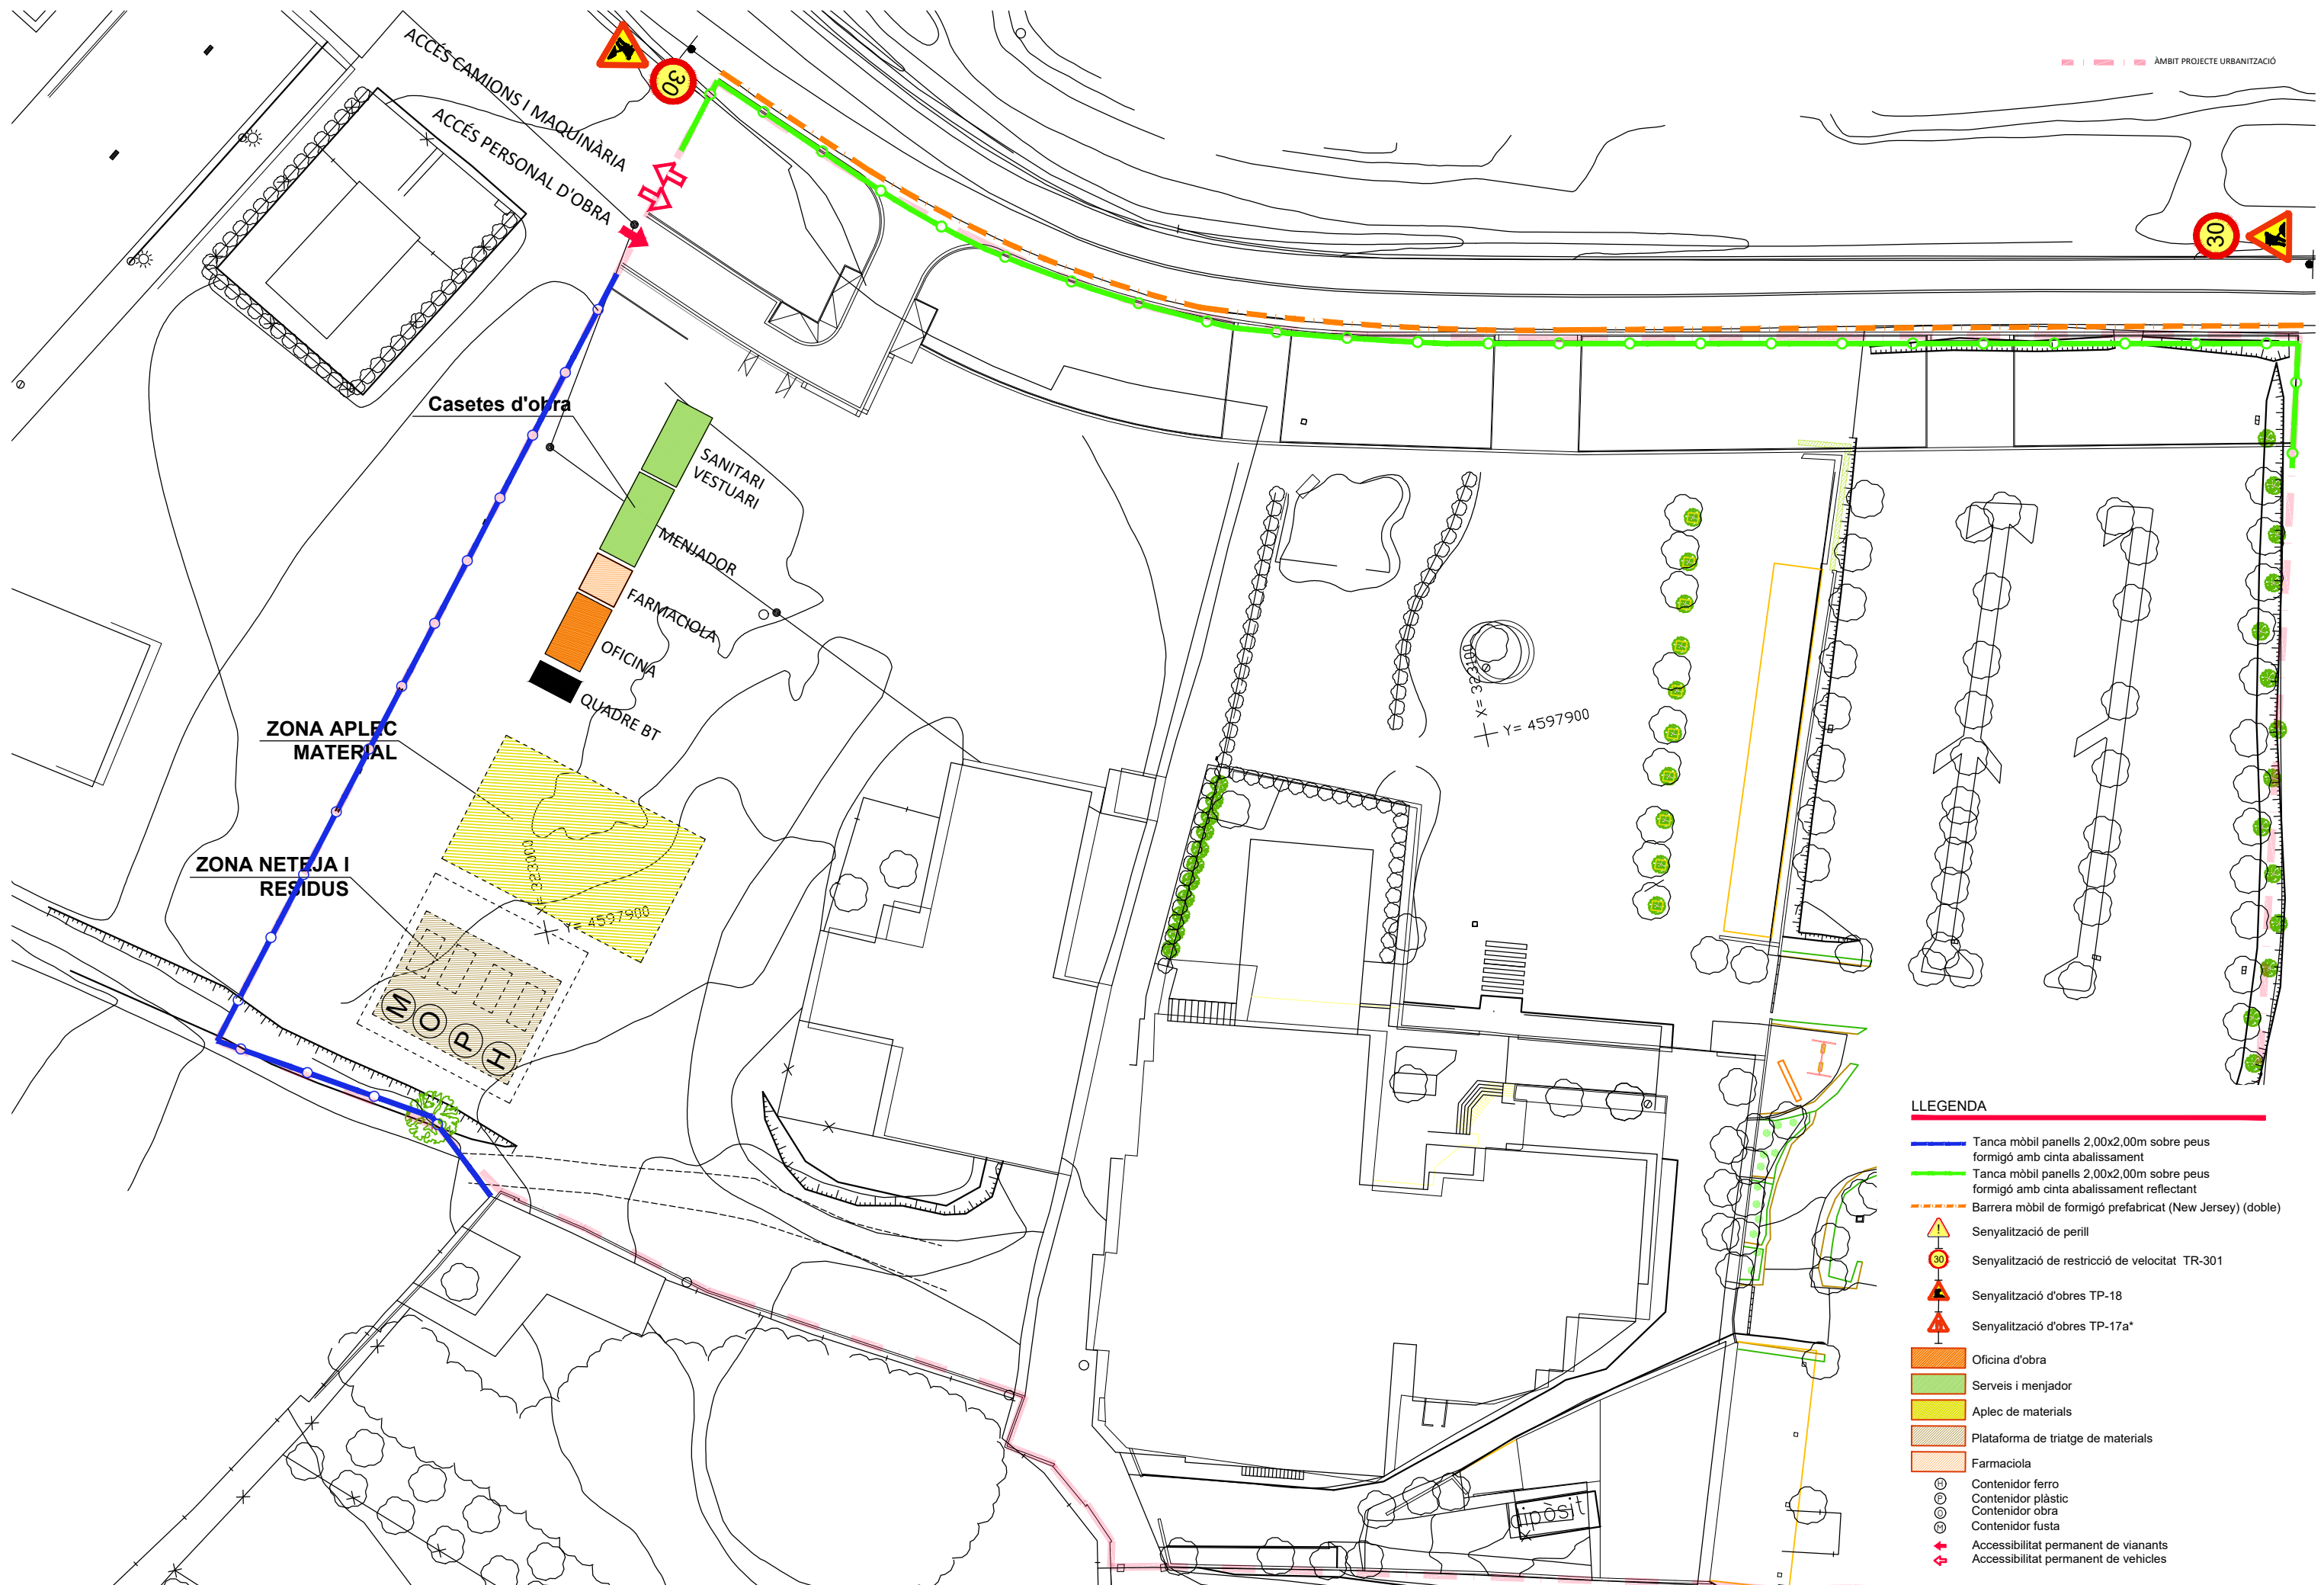 ÀMBIT PROJECTE URBANITZACIÓ
ACCÉS CAMIONS I MAQUINÀRIA
ACCÉS PERSONAL D'OBRA
30
30
Casetes d'obra
SANITARI
VESTUARI
MENJADOR
FARMACIOLA
OFICINA
QUADRE BT
ZONA APLEC
MATERIAL
ZONA NETEJA I
RESIDUS
Y= 4597900
X= 323100
Y= 4597900
M
O
P
H
dipòsit
LLEGENDA
Tanca mòbil panells 2,00x2,00m sobre peus
formigó amb cinta abalissament
Tanca mòbil panells 2,00x2,00m sobre peus
formigó amb cinta abalissament reflectant
Barrera mòbil de formigó prefabricat (New Jersey) (doble)
! Senyalització de perill
30 Senyalització de restricció de velocitat TR-301
Senyalització d'obres TP-18
Senyalització d'obres TP-17a*
Oficina d'obra
Serveis i menjador
Aplec de materials
Plataforma de triatge de materials
Farmaciola
H Contenidor ferro
P Contenidor plàstic
O Contenidor obra
M Contenidor fusta
Accessibilitat permanent de vianants
Accessibilitat permanent de vehicles